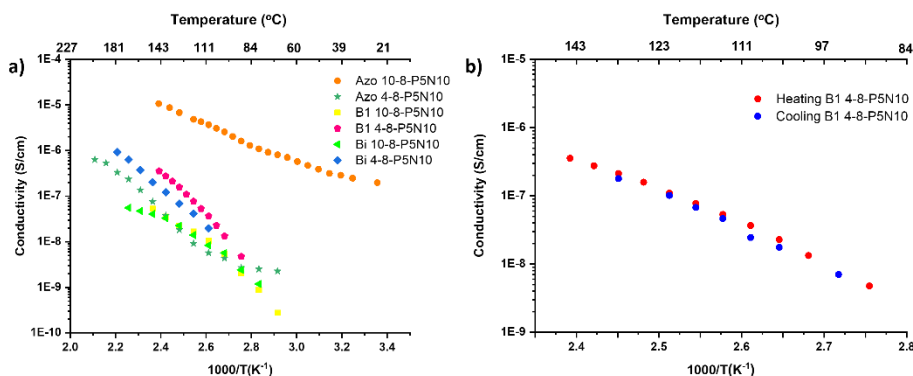 Temperature (°C)
227 181 143 111 84 60 39 21
a)
1E-4
1E-5
1E-6
1E-7
1E-8
1E-9
1E-10
Conductivity (S/cm)
Azo 10-8-P5N10
Azo 4-8-P5N10
B1 10-8-P5N10
B1 4-8-P5N10
Bi 10-8-P5N10
Bi 4-8-P5N10
2.0 2.2 2.4 2.6 2.8 3.0 3.1 3.3
1000/T(K⁻¹)
Temperature (°C)
143 123 111 97 84
b)
1E-5
1E-6
1E-7
1E-8
1E-9
Conductivity (S/cm)
Heating B1 4-8-P5N10
Cooling B1 4-8-P5N10
2.4 2.5 2.6 2.7 2.8
1000/T(K⁻¹)